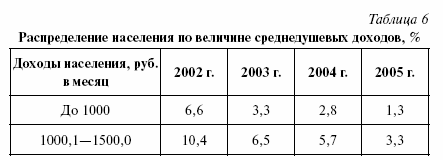 Таблица 6
Распределение населения по величине среднедушевых доходов, %
Доходы населения, руб. в месяц 2002 г. 2003 г. 2004 г. 2005 г.
До 1000 6,6 3,3 2,8 1,3
1000,1—1500,0 10,4 6,5 5,7 3,3